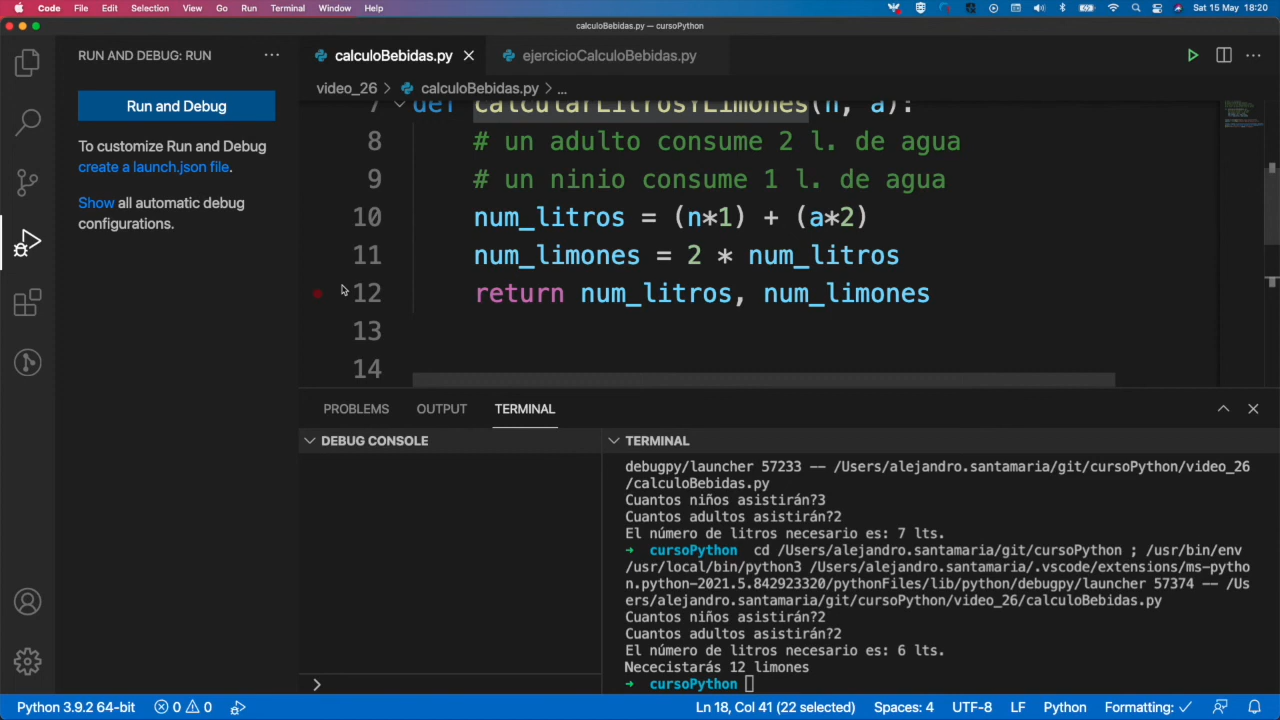 Code File Edit Selection View Go Run Terminal Window Help Sat 15 May 18:20
calculoBebidas.py — cursoPython
RUN AND DEBUG: RUN ···
calculoBebidas.py
ejercicioCalculoBebidas.py
video_26 > calculoBebidas.py > ...
Run and Debug
To customize Run and Debug
create a launch.json file.
Show all automatic debug
configurations.
7 def calcularLitrosYLimones(n, a):
8 # un adulto consume 2 l. de agua
9 # un ninio consume 1 l. de agua
10 num_litros = (n*1) + (a*2)
11 num_limones = 2 * num_litros
12 return num_litros, num_limones
13
14
PROBLEMS OUTPUT TERMINAL
DEBUG CONSOLE
TERMINAL
debugpy/launcher 57233 -- /Users/alejandro.santamaria/git/cursoPython/video_26
/calculoBebidas.py
Cuantos niños asistirán?3
Cuantos adultos asistirán?2
El número de litros necesario es: 7 lts.
→ cursoPython cd /Users/alejandro.santamaria/git/cursoPython ; /usr/bin/env
/usr/local/bin/python3 /Users/alejandro.santamaria/.vscode/extensions/ms-pytho
n.python-2021.5.842923320/pythonFiles/lib/python/debugpy/launcher 57374 -- /Us
ers/alejandro.santamaria/git/cursoPython/video_26/calculoBebidas.py
Cuantos niños asistirán?2
Cuantos adultos asistirán?2
El número de litros necesario es: 6 lts.
Nececistarás 12 limones
→ cursoPython
>
Python 3.9.2 64-bit 0 0 Ln 18, Col 41 (22 selected) Spaces: 4 UTF-8 LF Python Formatting: ✓